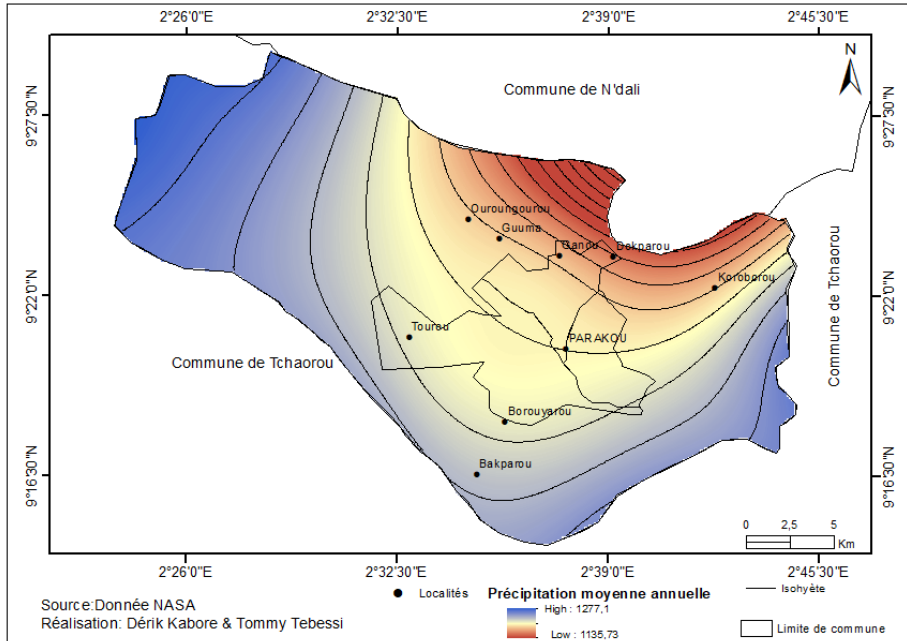 2°26'0"E 2°32'30"E 2°39'0"E 2°45'30"E
N
Commune de N'dali
9°27'30"N
9°27'30"N
Ouroungourou
Guuma
Ganou
Dokparou
Koroborou
9°22'0"N
9°22'0"N
Tourou
PARAKOU
Commune de Tchaorou
Commune de Tchaorou
Borouyarou
Bakparou
9°16'30"N
9°16'30"N
0 2,5 5
Km
2°26'0"E 2°32'30"E 2°39'0"E 2°45'30"E
Localités
Précipitation moyenne annuelle
Isohyète
High : 1277,1
Low : 1135,73
Limite de commune
Source:Donnée NASA
Réalisation: Dérik Kabore & Tommy Tebessi